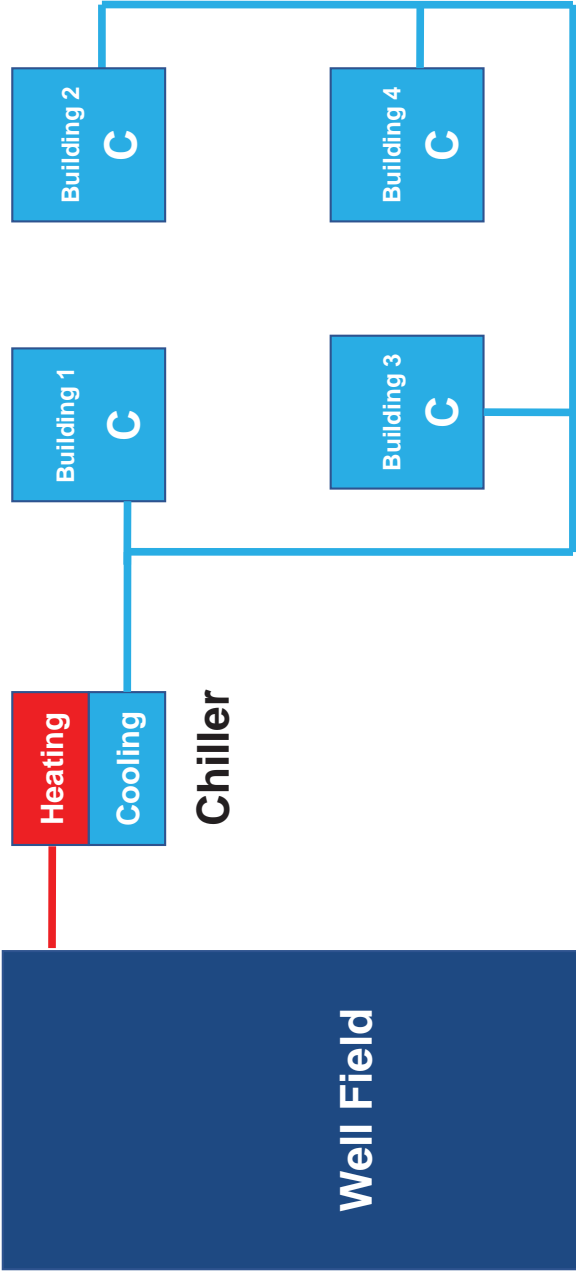 Well Field
Heating
Cooling
Chiller
Building 1
C
Building 2
C
Building 3
C
Building 4
C